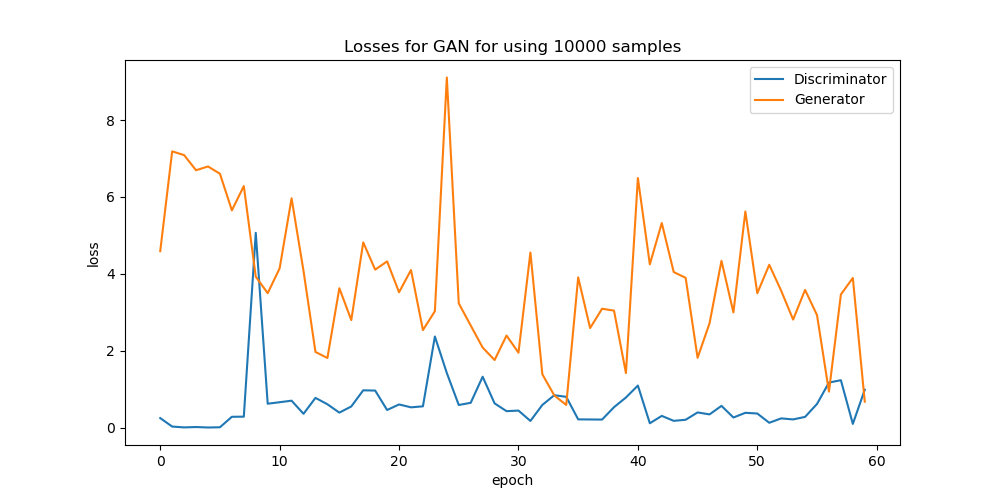 Losses for GAN for using 10000 samples
Discriminator
Generator
loss
8
6
4
2
0
0 10 20 30 40 50 60
epoch